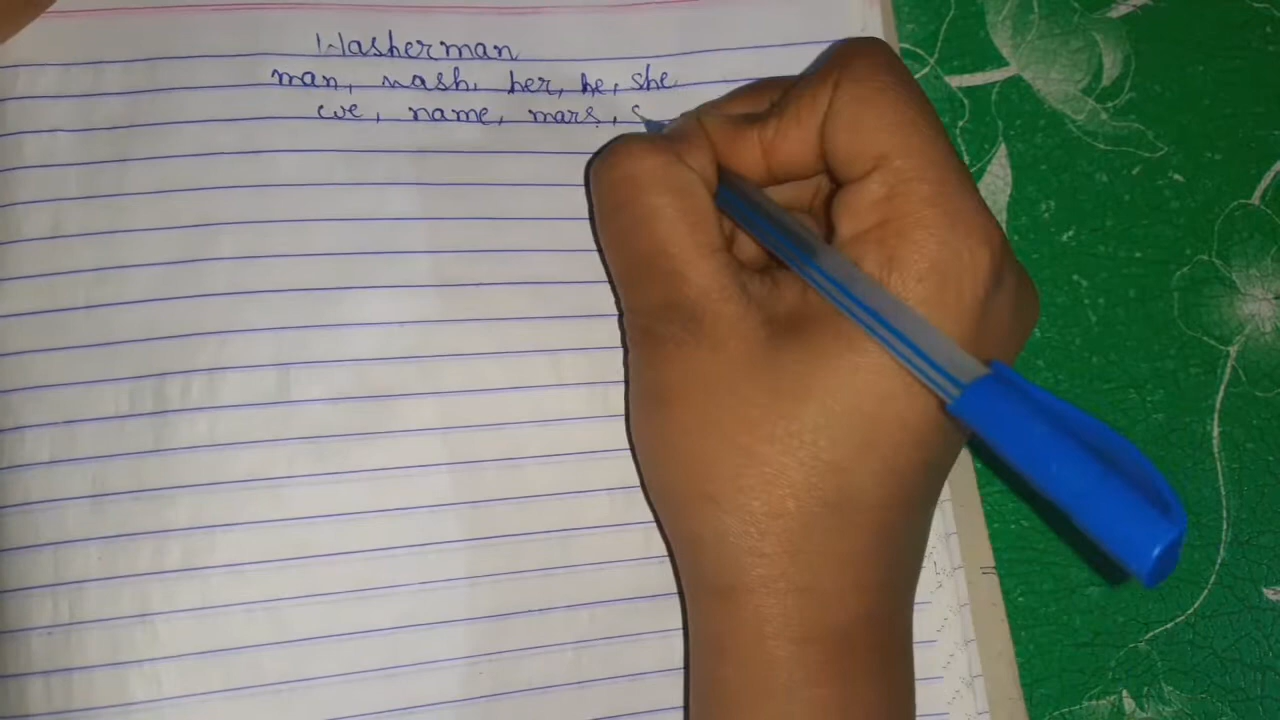 Washerman
man, wash, her, he, she
we, name, mars, s